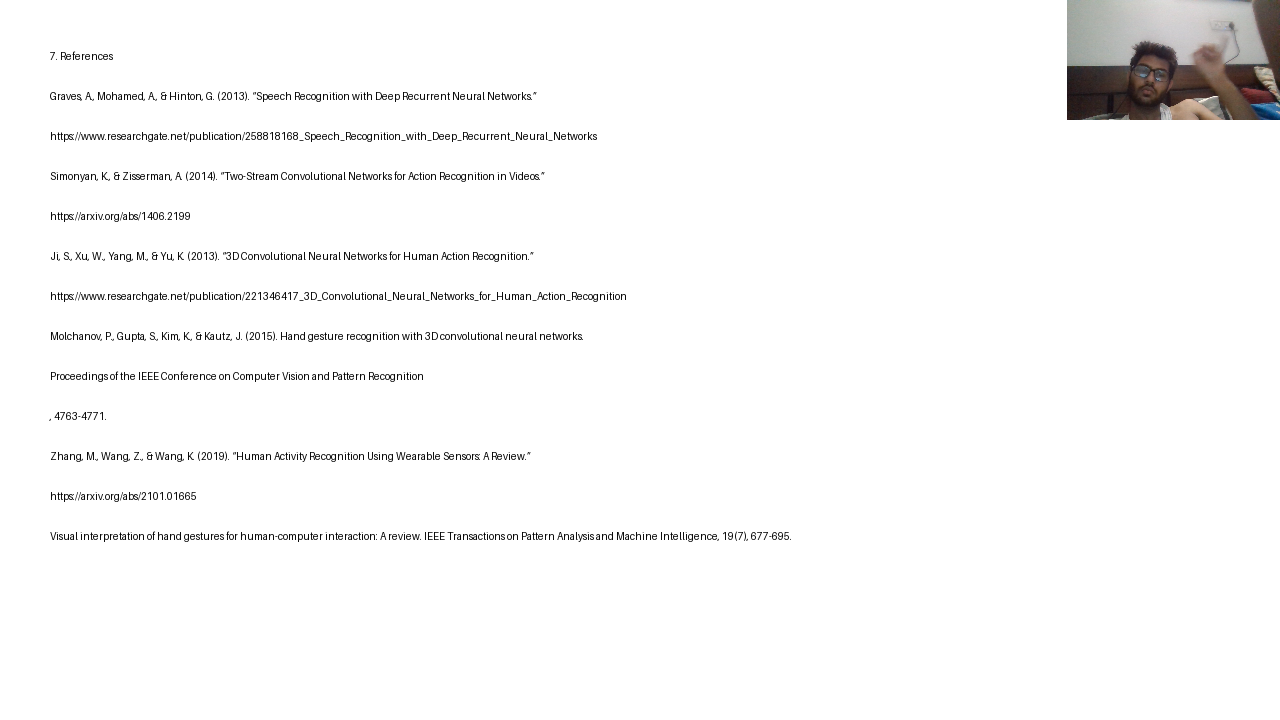 7. References
Graves, A., Mohamed, A., & Hinton, G. (2013). "Speech Recognition with Deep Recurrent Neural Networks."
https://www.researchgate.net/publication/258818168_Speech_Recognition_with_Deep_Recurrent_Neural_Networks
Simonyan, K., & Zisserman, A. (2014). "Two-Stream Convolutional Networks for Action Recognition in Videos."
https://arxiv.org/abs/1406.2199
Ji, S., Xu, W., Yang, M., & Yu, K. (2013). "3D Convolutional Neural Networks for Human Action Recognition."
https://www.researchgate.net/publication/221346417_3D_Convolutional_Neural_Networks_for_Human_Action_Recognition
Molchanov, P., Gupta, S., Kim, K., & Kautz, J. (2015). Hand gesture recognition with 3D convolutional neural networks.
Proceedings of the IEEE Conference on Computer Vision and Pattern Recognition
, 4763-4771.
Zhang, M., Wang, Z., & Wang, K. (2019). "Human Activity Recognition Using Wearable Sensors: A Review."
https://arxiv.org/abs/2101.01665
Visual interpretation of hand gestures for human-computer interaction: A review. IEEE Transactions on Pattern Analysis and Machine Intelligence, 19(7), 677-695.